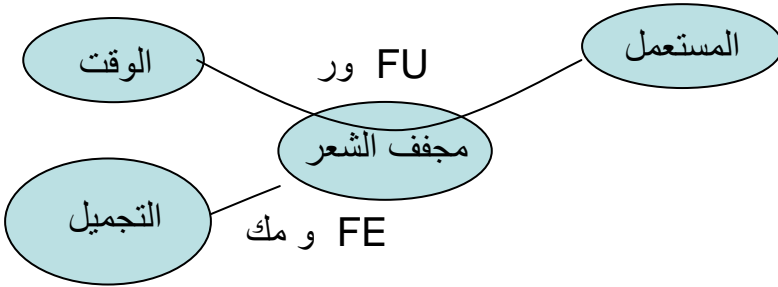 المستعمل
FU ور
الوقت
مجفف الشعر
التجميل
FE و مك